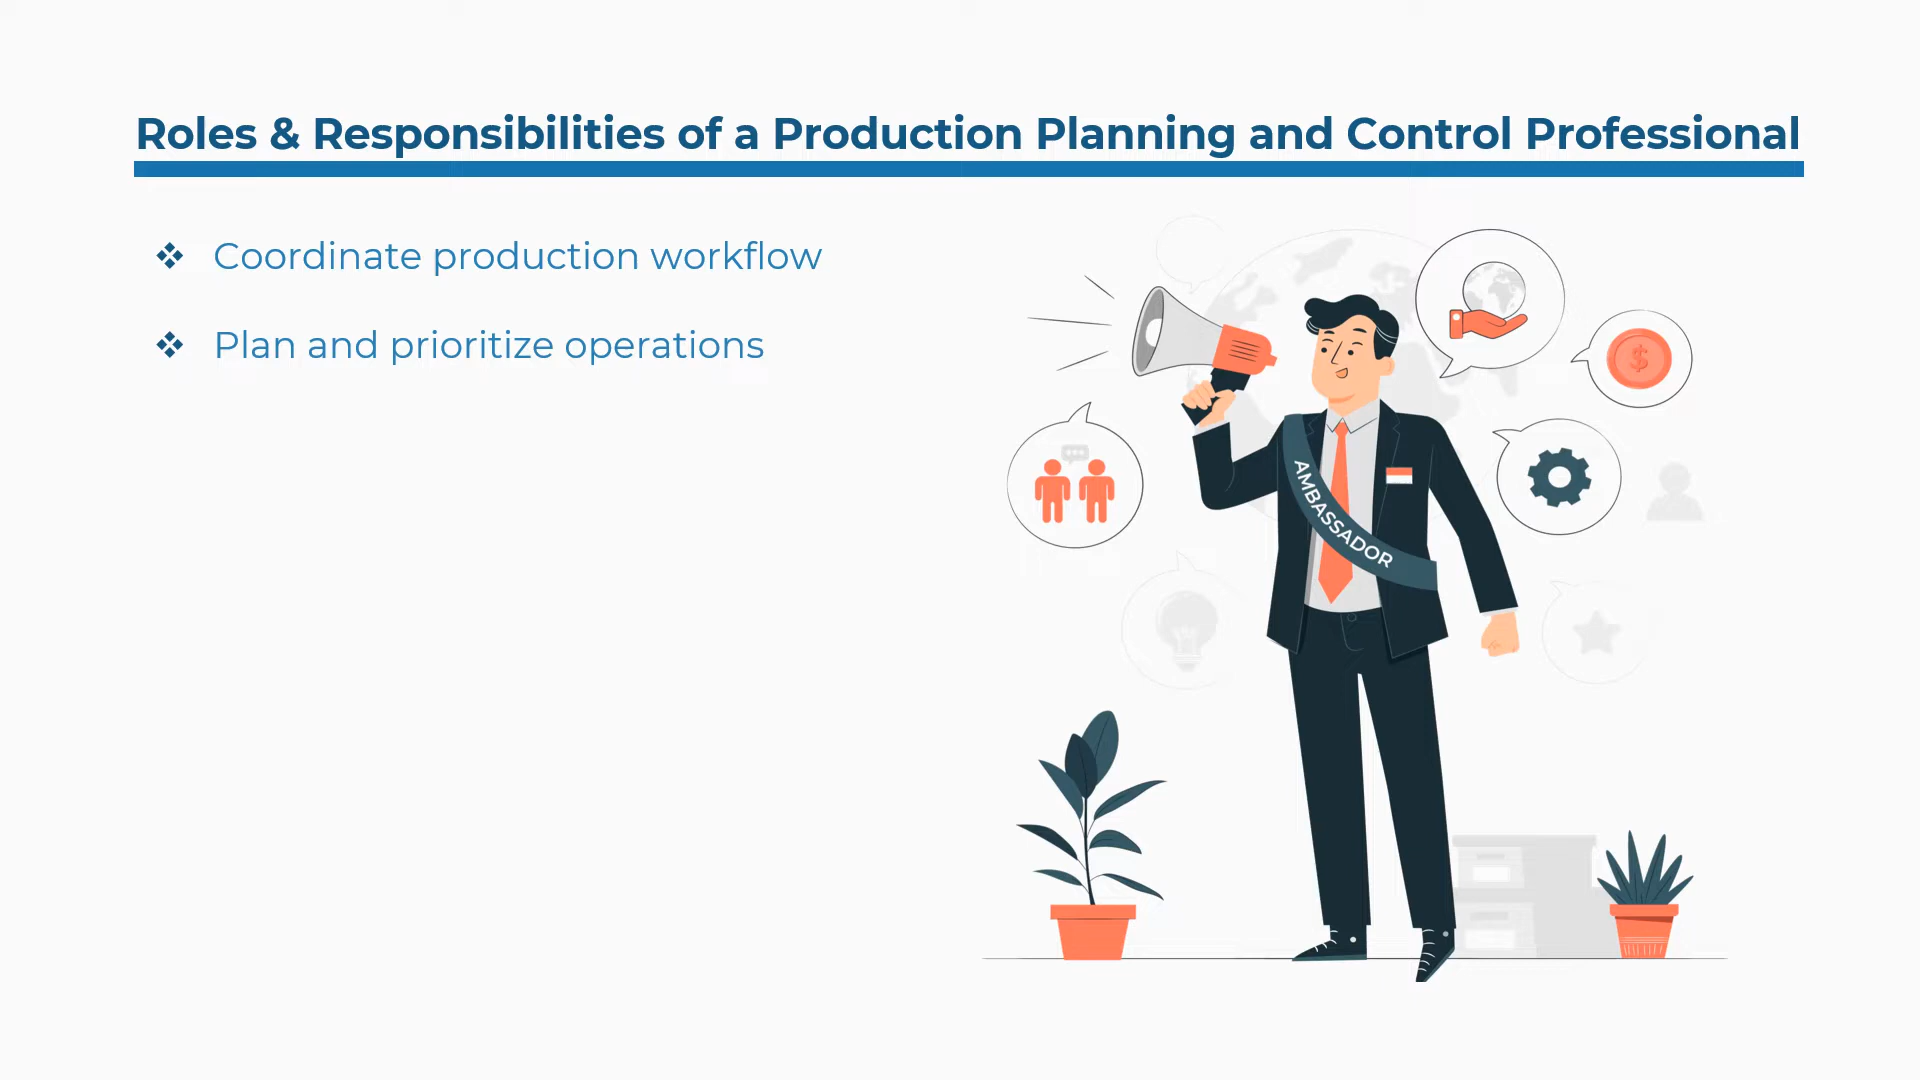 Roles & Responsibilities of a Production Planning and Control Professional
❖ Coordinate production workflow
❖ Plan and prioritize operations
$
AMBASSADOR